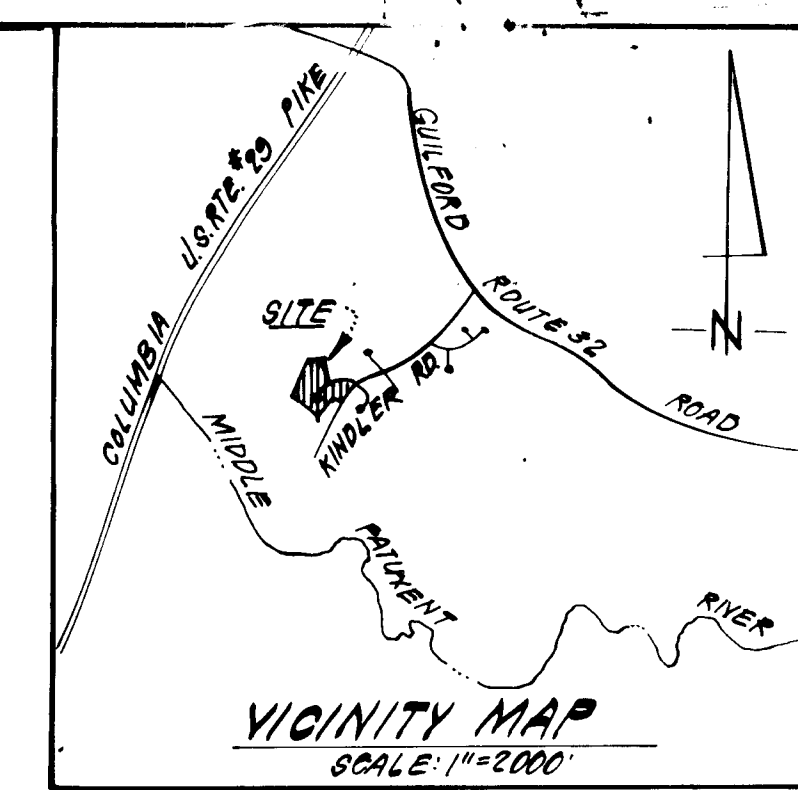 COLUMBIA U.S.RTE.#29 PIKE
GUILFORD ROUTE 32 ROAD
SITE
N
KINDLER RD.
MIDDLE PATUXENT RIVER
VICINITY MAP
SCALE: 1"=2000'